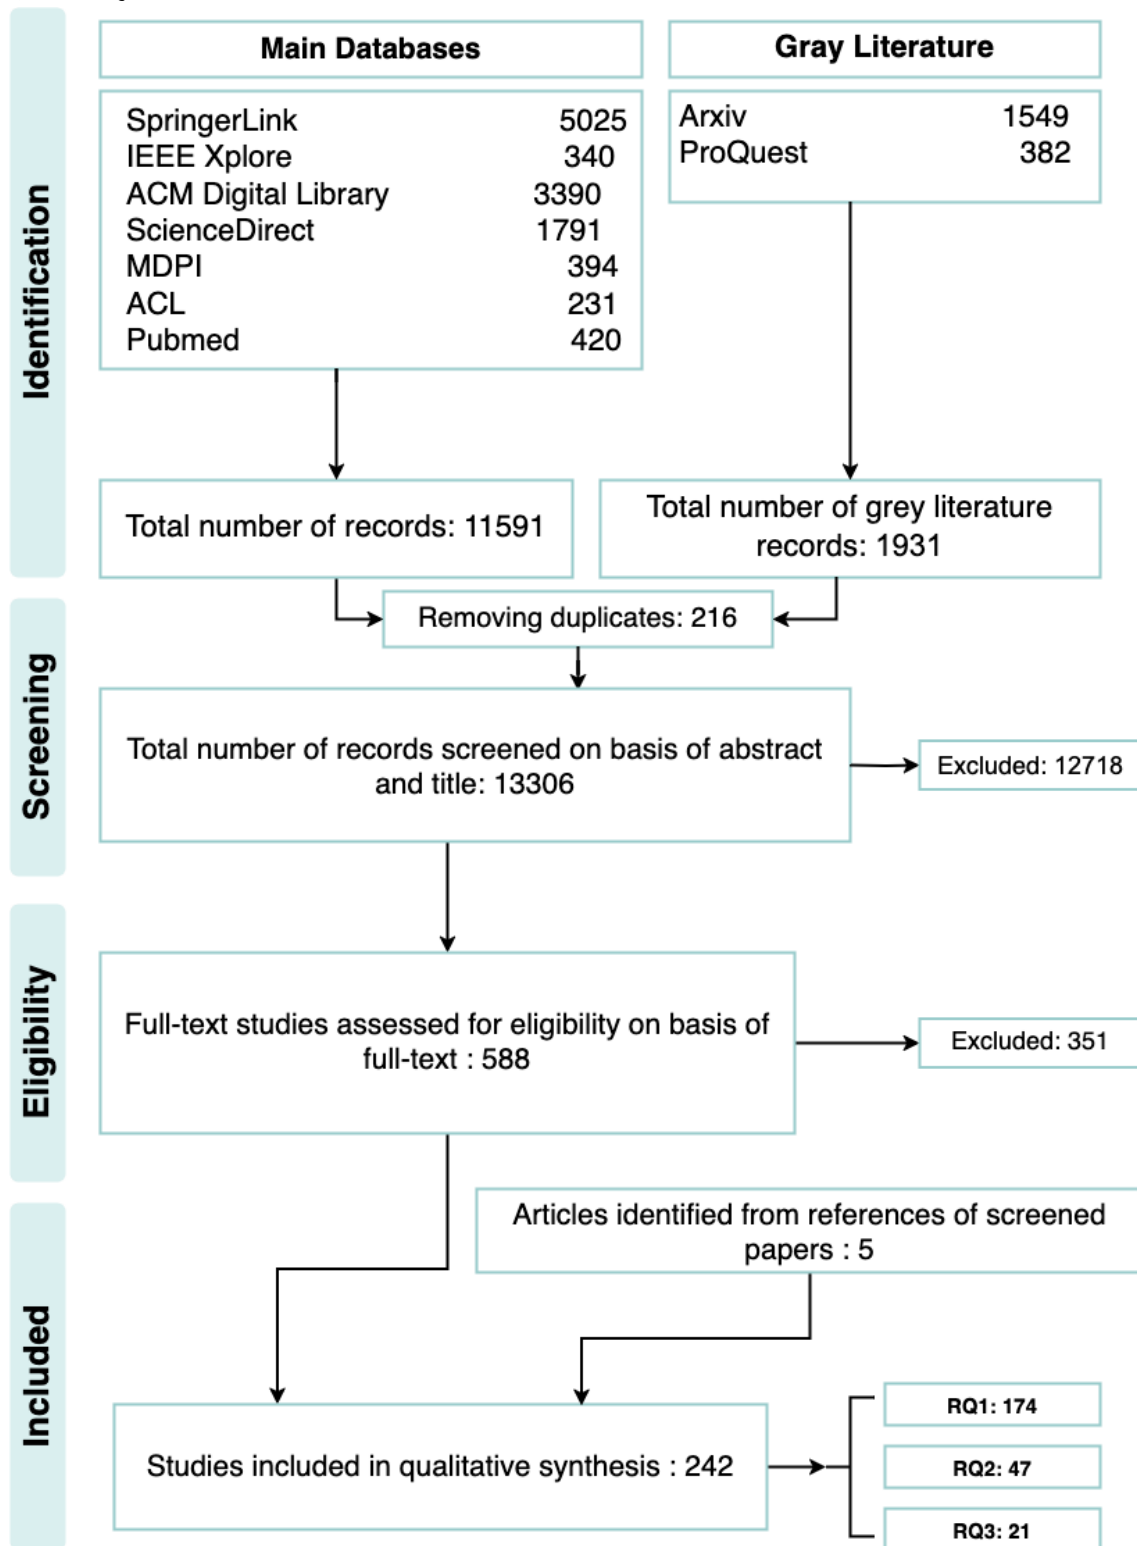 Main Databases
Gray Literature
Identification
SpringerLink 5025
IEEE Xplore 340
ACM Digital Library 3390
ScienceDirect 1791
MDPI 394
ACL 231
Pubmed 420
Arxiv 1549
ProQuest 382
Total number of records: 11591
Total number of grey literature
records: 1931
Screening
Removing duplicates: 216
Total number of records screened on basis of abstract
and title: 13306
Excluded: 12718
Eligibility
Full-text studies assessed for eligibility on basis of
full-text : 588
Excluded: 351
Included
Articles identified from references of screened
papers : 5
Studies included in qualitative synthesis : 242
RQ1: 174
RQ2: 47
RQ3: 21